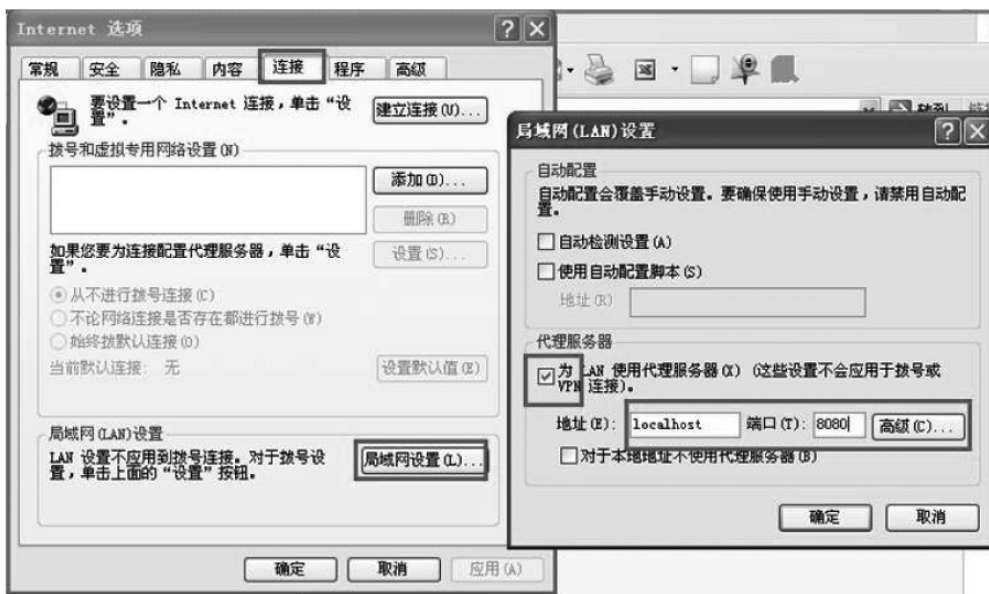 Internet 选项
常规 安全 隐私 内容 连接 程序 高级
要设置一个 Internet 连接，单击“设
置”。
建立连接(U)...
拨号和虚拟专用网络设置(N)
添加(D)...
删除(R)
如果您要为连接配置代理服务器，单击“设
置”。
设置(S)...
从不进行拨号连接(C)
不论网络连接是否存在都进行拨号(W)
始终拨默认连接(O)
当前默认连接： 无
设置默认值(E)
局域网(LAN)设置
LAN 设置不应用到拨号连接。对于拨号设
置，单击上面的“设置”按钮。
局域网设置(L)...
确定 取消 应用(A)
转到
局域网(LAN)设置
自动配置
自动配置会覆盖手动设置。要确保使用手动设置，请禁用自动配
置。
自动检测设置(A)
使用自动配置脚本(S)
地址(R)
代理服务器
为 LAN 使用代理服务器(X) (这些设置不会应用于拨号或
VPN 连接)。
地址(E): localhost 端口(T): 8080 高级(C)...
对于本地地址不使用代理服务器(B)
确定 取消